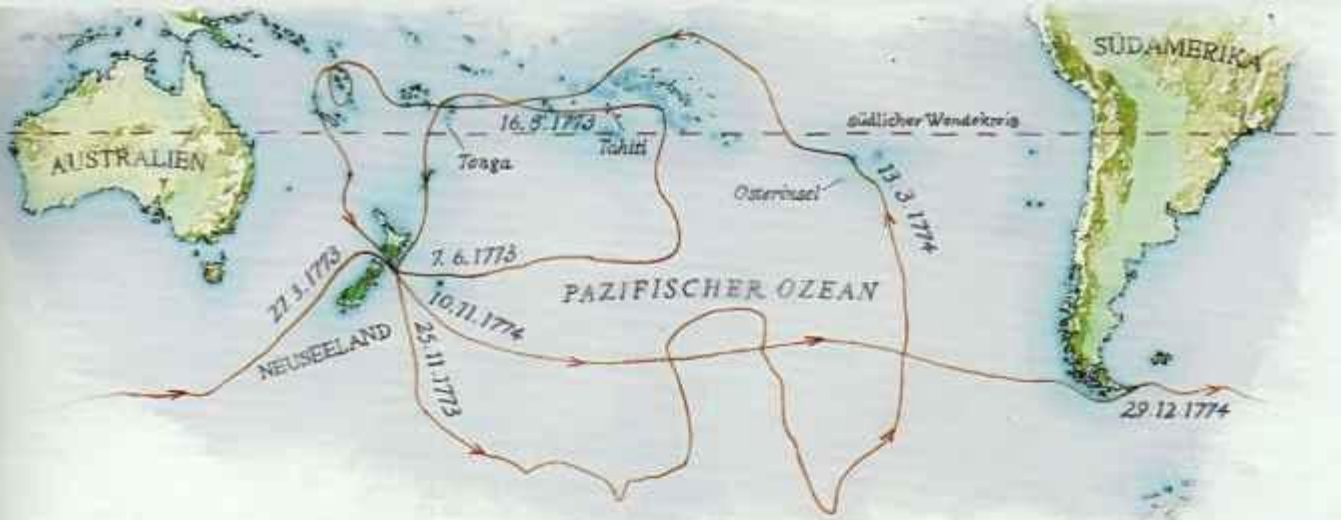 SÜDAMERIKA
südlicher Wendekreis
16. 8. 1773
Tahiti
AUSTRALIEN
Tonga
Osterinsel
13. 3. 1774
27. 3. 1773
7. 6. 1773
PAZIFISCHER OZEAN
10. 11. 1774
25. 11. 1773
NEUSEELAND
29. 12. 1774